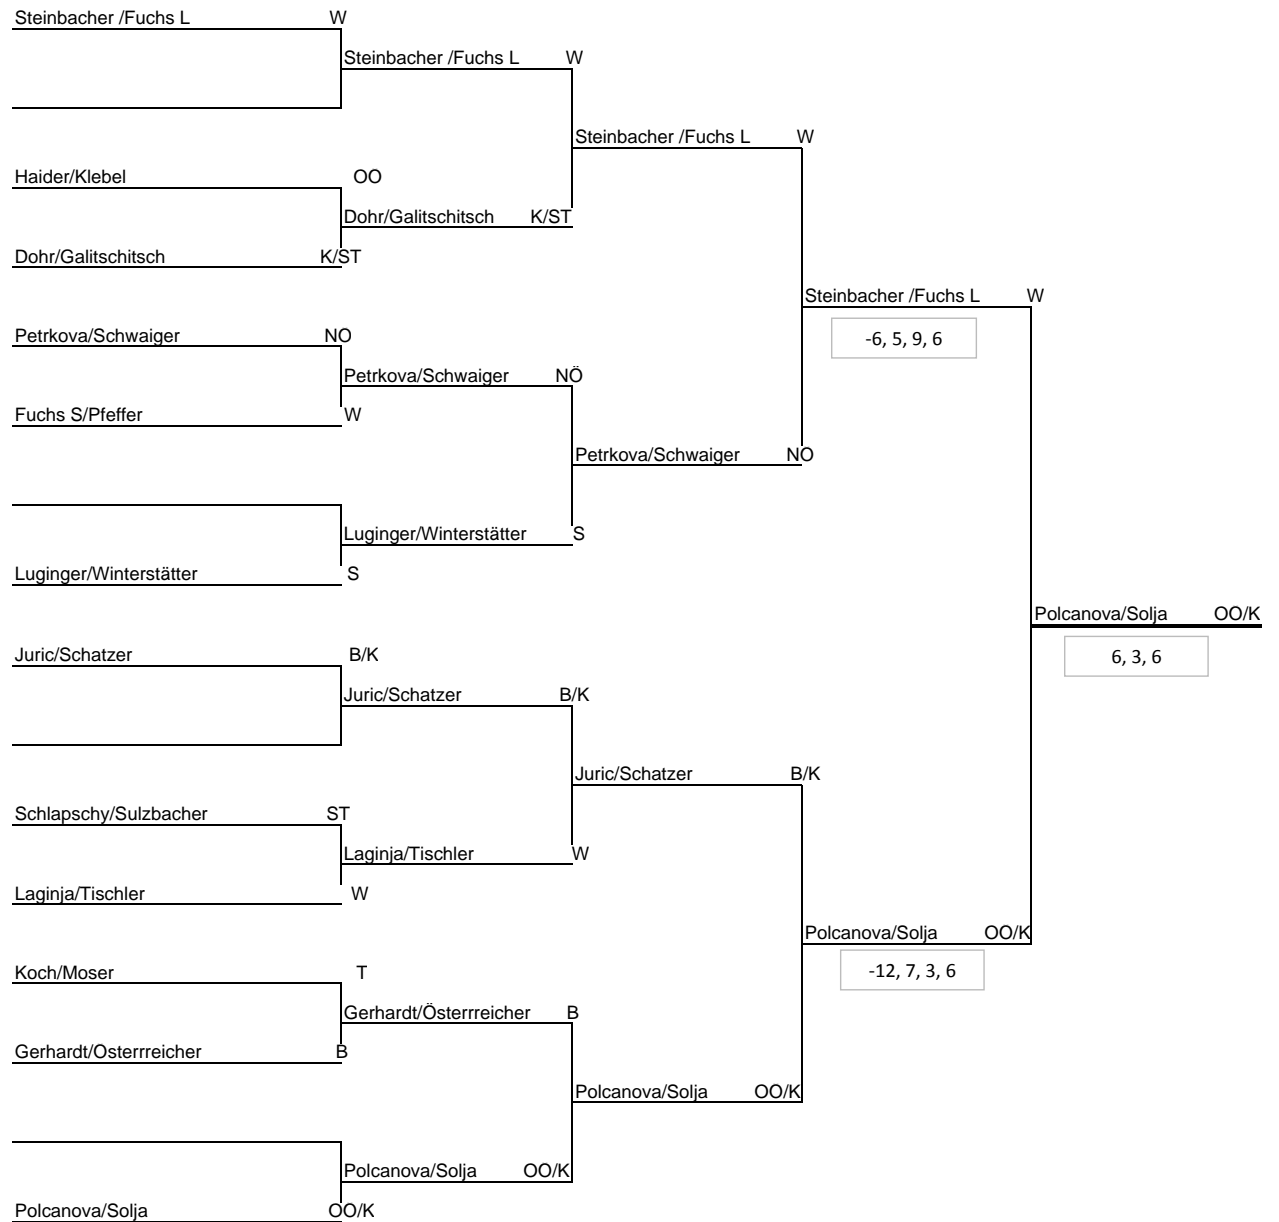 Steinbacher /Fuchs L W
Steinbacher /Fuchs L W
Steinbacher /Fuchs L W
Haider/Klebel OO
Dohr/Galitschitsch K/ST
Dohr/Galitschitsch K/ST
Steinbacher /Fuchs L W
-6, 5, 9, 6
Petrkova/Schwaiger NO
Petrkova/Schwaiger NÖ
Fuchs S/Pfeffer W
Petrkova/Schwaiger NO
Luginger/Winterstätter S
Luginger/Winterstätter S
Polcanova/Solja OO/K
6, 3, 6
Juric/Schatzer B/K
Juric/Schatzer B/K
Juric/Schatzer B/K
Schlapschy/Sulzbacher ST
Laginja/Tischler W
Laginja/Tischler W
Polcanova/Solja OO/K
-12, 7, 3, 6
Koch/Moser T
Gerhardt/Österrreicher B
Gerhardt/Osterrreicher B
Polcanova/Solja OO/K
Polcanova/Solja OO/K
Polcanova/Solja OO/K